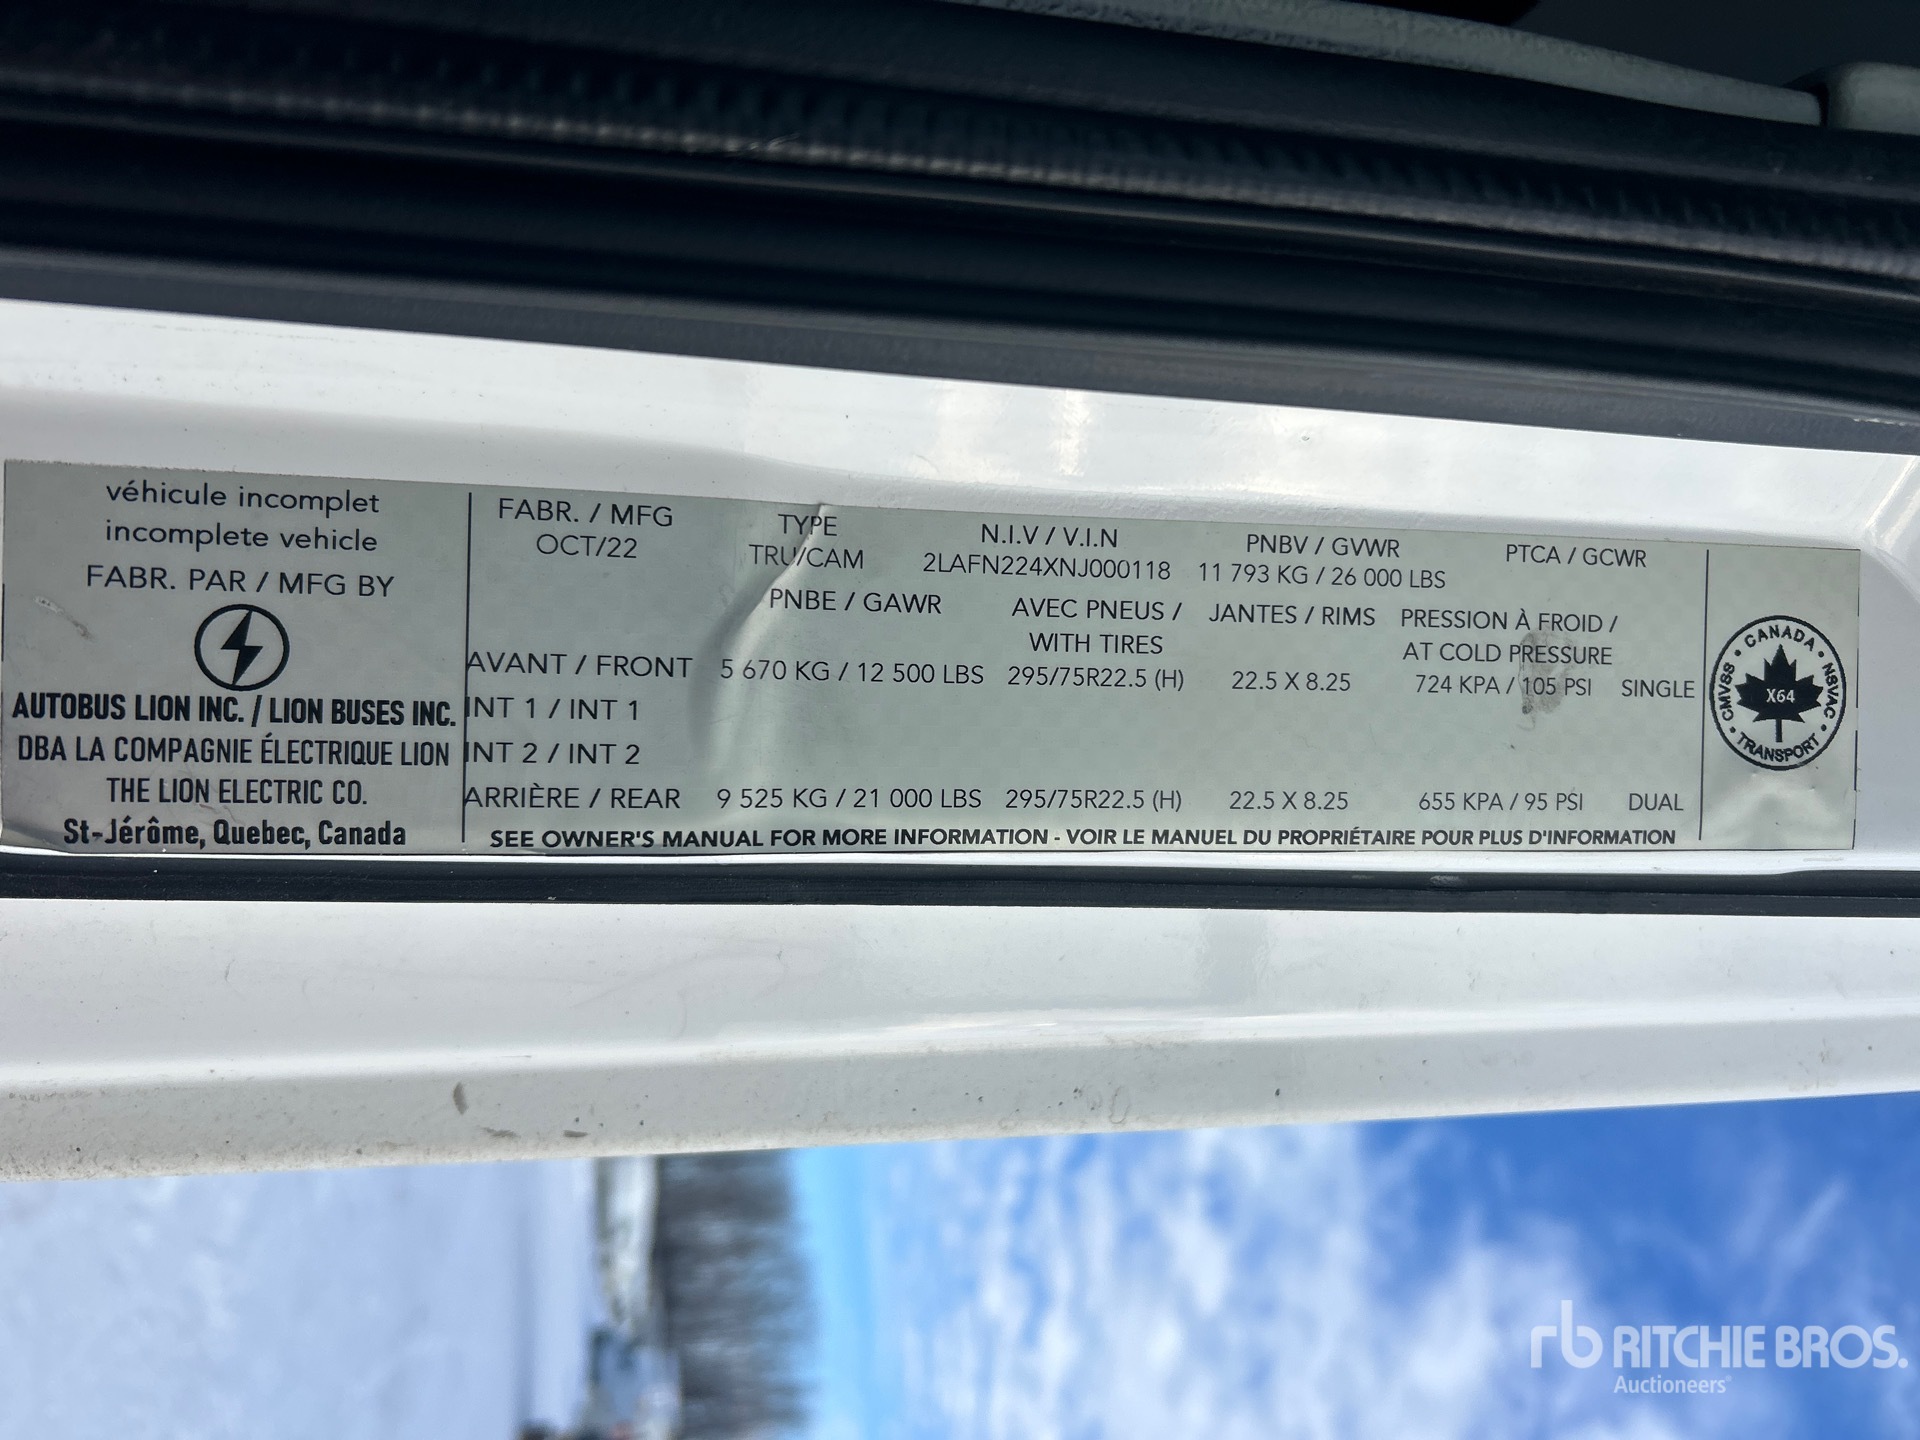 véhicule incomplet
incomplete vehicle
FABR. PAR / MFG BY
AUTOBUS LION INC. / LION BUSES INC.
DBA LA COMPAGNIE ÉLECTRIQUE LION
THE LION ELECTRIC CO.
St-Jérôme, Quebec, Canada
FABR. / MFG TYPE N.I.V / V.I.N PNBV / GVWR PTCA / GCWR
OCT/22 TRU/CAM 2LAFN224XNJ000118 11 793 KG / 26 000 LBS
PNBE / GAWR AVEC PNEUS / JANTES / RIMS PRESSION À FROID /
WITH TIRES AT COLD PRESSURE
AVANT / FRONT 5 670 KG / 12 500 LBS 295/75R22.5 (H) 22.5 X 8.25 724 KPA / 105 PSI SINGLE
INT 1 / INT 1
INT 2 / INT 2
ARRIÈRE / REAR 9 525 KG / 21 000 LBS 295/75R22.5 (H) 22.5 X 8.25 655 KPA / 95 PSI DUAL
SEE OWNER'S MANUAL FOR MORE INFORMATION - VOIR LE MANUEL DU PROPRIÉTAIRE POUR PLUS D'INFORMATION
CANADA • NSVAC • TRANSPORT • CMVSS •
X64
rb RITCHIE BROS.
Auctioneers